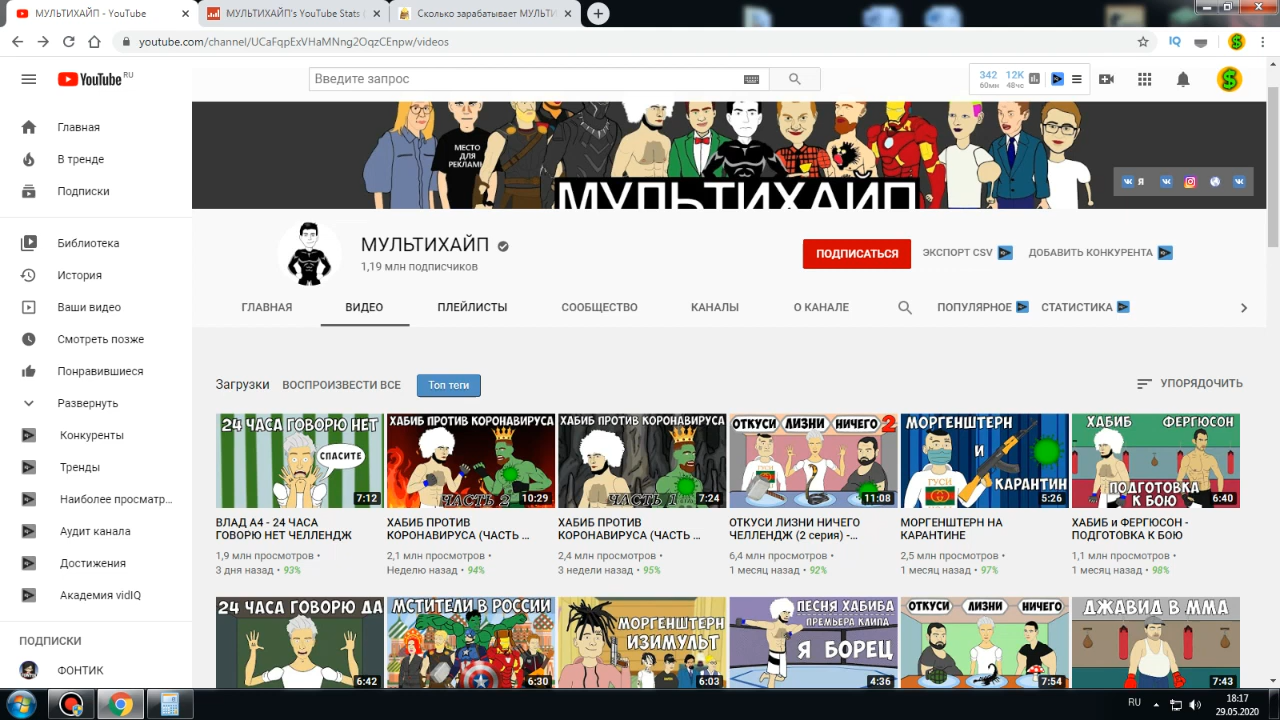 МУЛЬТИХАЙП - YouTube
МУЛЬТИХАЙП's YouTube Stats
Сколько зарабатывает МУЛЬТИ
youtube.com/channel/UCaFqpExVHaMNng2OqzCEnpw/videos
IQ
YouTube RU
Введите запрос
342 60мн
12K 48чс
Главная
В тренде
Подписки
Библиотека
История
Ваши видео
Смотреть позже
Понравившиеся
Развернуть
Конкуренты
Тренды
Наиболее просматр...
Аудит канала
Достижения
Академия vidIQ
ПОДПИСКИ
ФОНТИК
МЕСТО
ДЛЯ
РЕКЛАМЫ
МУЛЬТИХАЙП
Я
МУЛЬТИХАЙП
1,19 млн подписчиков
ПОДПИСАТЬСЯ
ЭКСПОРТ CSV
ДОБАВИТЬ КОНКУРЕНТА
ГЛАВНАЯ
ВИДЕО
ПЛЕЙЛИСТЫ
СООБЩЕСТВО
КАНАЛЫ
О КАНАЛЕ
ПОПУЛЯРНОЕ
СТАТИСТИКА
Загрузки
ВОСПРОИЗВЕСТИ ВСЕ
Топ теги
УПОРЯДОЧИТЬ
24 ЧАСА ГОВОРЮ НЕТ
СПАСИТЕ
7:12
ВЛАД А4 - 24 ЧАСА
ГОВОРЮ НЕТ ЧЕЛЛЕНДЖ
1,9 млн просмотров •
3 дня назад • 93%
ХАБИБ ПРОТИВ КОРОНАВИРУСА
ЧАСТЬ 2
10:29
ХАБИБ ПРОТИВ
КОРОНАВИРУСА (ЧАСТЬ ...
2,1 млн просмотров •
Неделю назад • 94%
ХАБИБ ПРОТИВ КОРОНАВИРУСА
ЧАСТЬ 1
7:24
ХАБИБ ПРОТИВ
КОРОНАВИРУСА (ЧАСТЬ ...
2,4 млн просмотров •
3 недели назад • 95%
ОТКУСИ ЛИЗНИ НИЧЕГО 2
ГУСИ
11:08
ОТКУСИ ЛИЗНИ НИЧЕГО
ЧЕЛЛЕНДЖ (2 серия) -...
6,4 млн просмотров •
1 месяц назад • 92%
МОРГЕНШТЕРН
И
КАРАНТИН
ГУСИ
5:26
МОРГЕНШТЕРН НА
КАРАНТИНЕ
2,5 млн просмотров •
1 месяц назад • 97%
ХАБИБ ФЕРГЮСОН
ПОДГОТОВКА
К БОЮ
6:40
ХАБИБ и ФЕРГЮСОН -
ПОДГОТОВКА К БОЮ
1,1 млн просмотров •
1 месяц назад • 98%
24 ЧАСА ГОВОРЮ ДА
6:42
МСТИТЕЛИ В РОССИИ
6:30
МОРГЕНШТЕРН
ИЗИМУЛЬТ
6:03
ПЕСНЯ ХАБИБА
ПРЕМЬЕРА КЛИПА
Я БОРЕЦ
4:36
ОТКУСИ ЛИЗНИ НИЧЕГО
7:54
ДЖАВИД В ММА
7:43
RU
18:17
29.05.2020